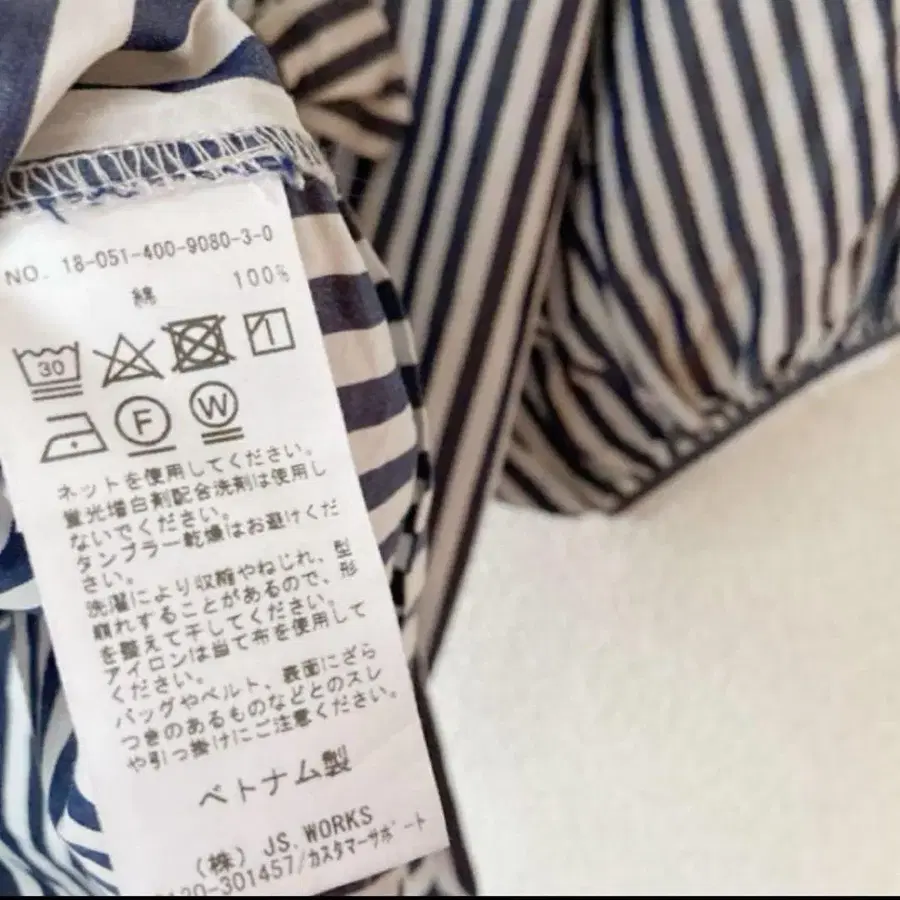 NO. 18-051-400-9080-3-0
綿 100%
30
F W
ネットを使用してください。
蛍光増白剤配合洗剤は使用し
ないでください。
タンブラー乾燥はお避けくだ
さい。
洗濯により収縮やねじれ、型
崩れすることがあるので、形
を整えて干してください。
アイロンは当て布を使用して
ください。
バッグやベルト、表面にざら
つきのあるものなどとのスレ
や引っ掛けにご注意ください。
ベトナム製
(株) JS.WORKS
0120-301457/カスタマーサポート